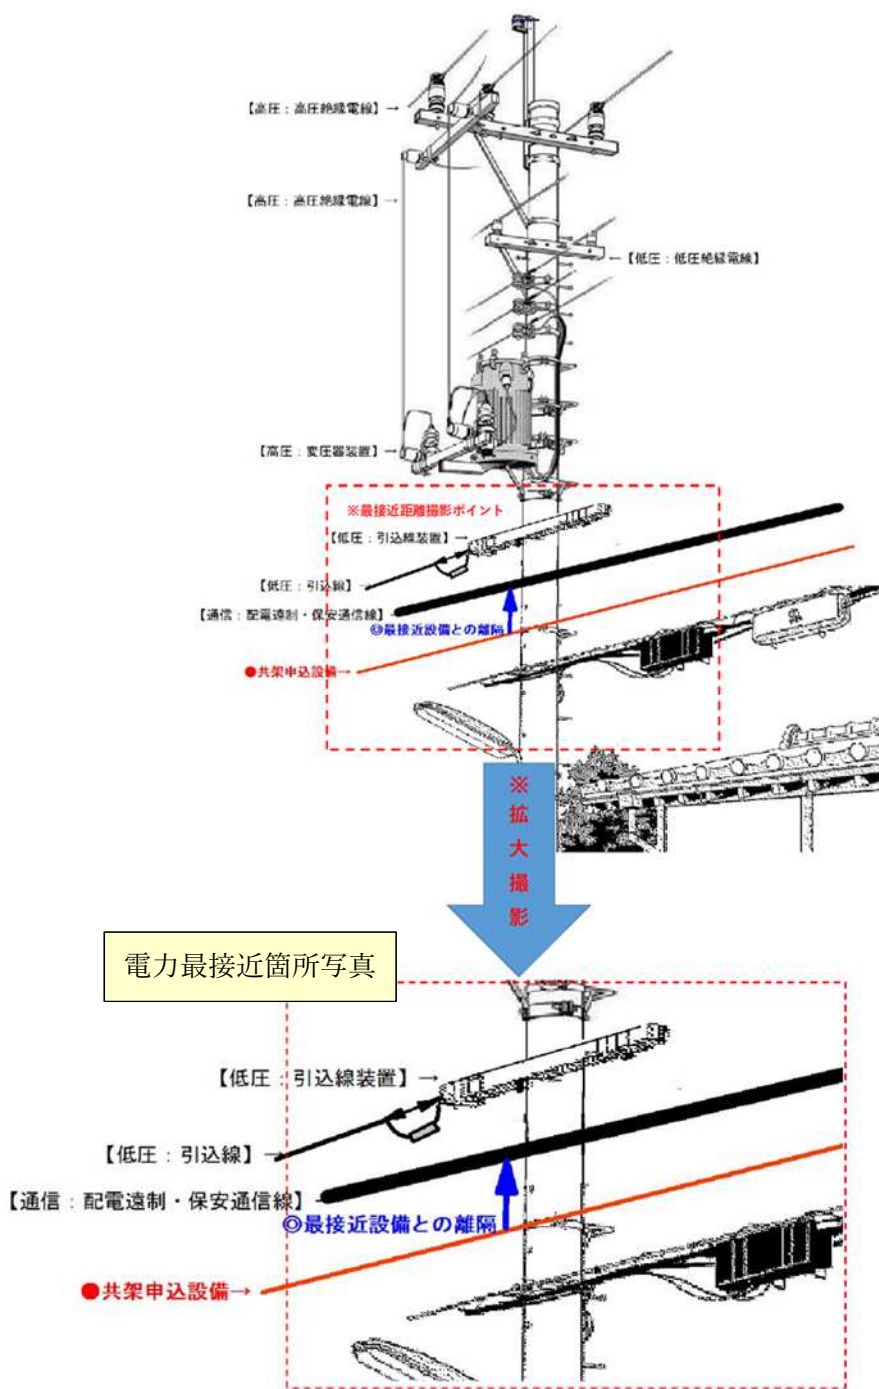 【高圧：高圧絶縁電線】→
【高圧：高圧絶縁電線】→
←【低圧：低圧絶縁電線】
【高圧：変圧器装置】→
※最接近距離撮影ポイント
【低圧：引込線装置】→
【低圧：引込線】→
【通信：配電遠制・保安通信線】
◎最接近設備との離隔
●共架申込設備→
※拡大撮影
電力最接近箇所写真
【低圧：引込線装置】→
【低圧：引込線】→
【通信：配電遠制・保安通信線】
◎最接近設備との離隔
●共架申込設備→